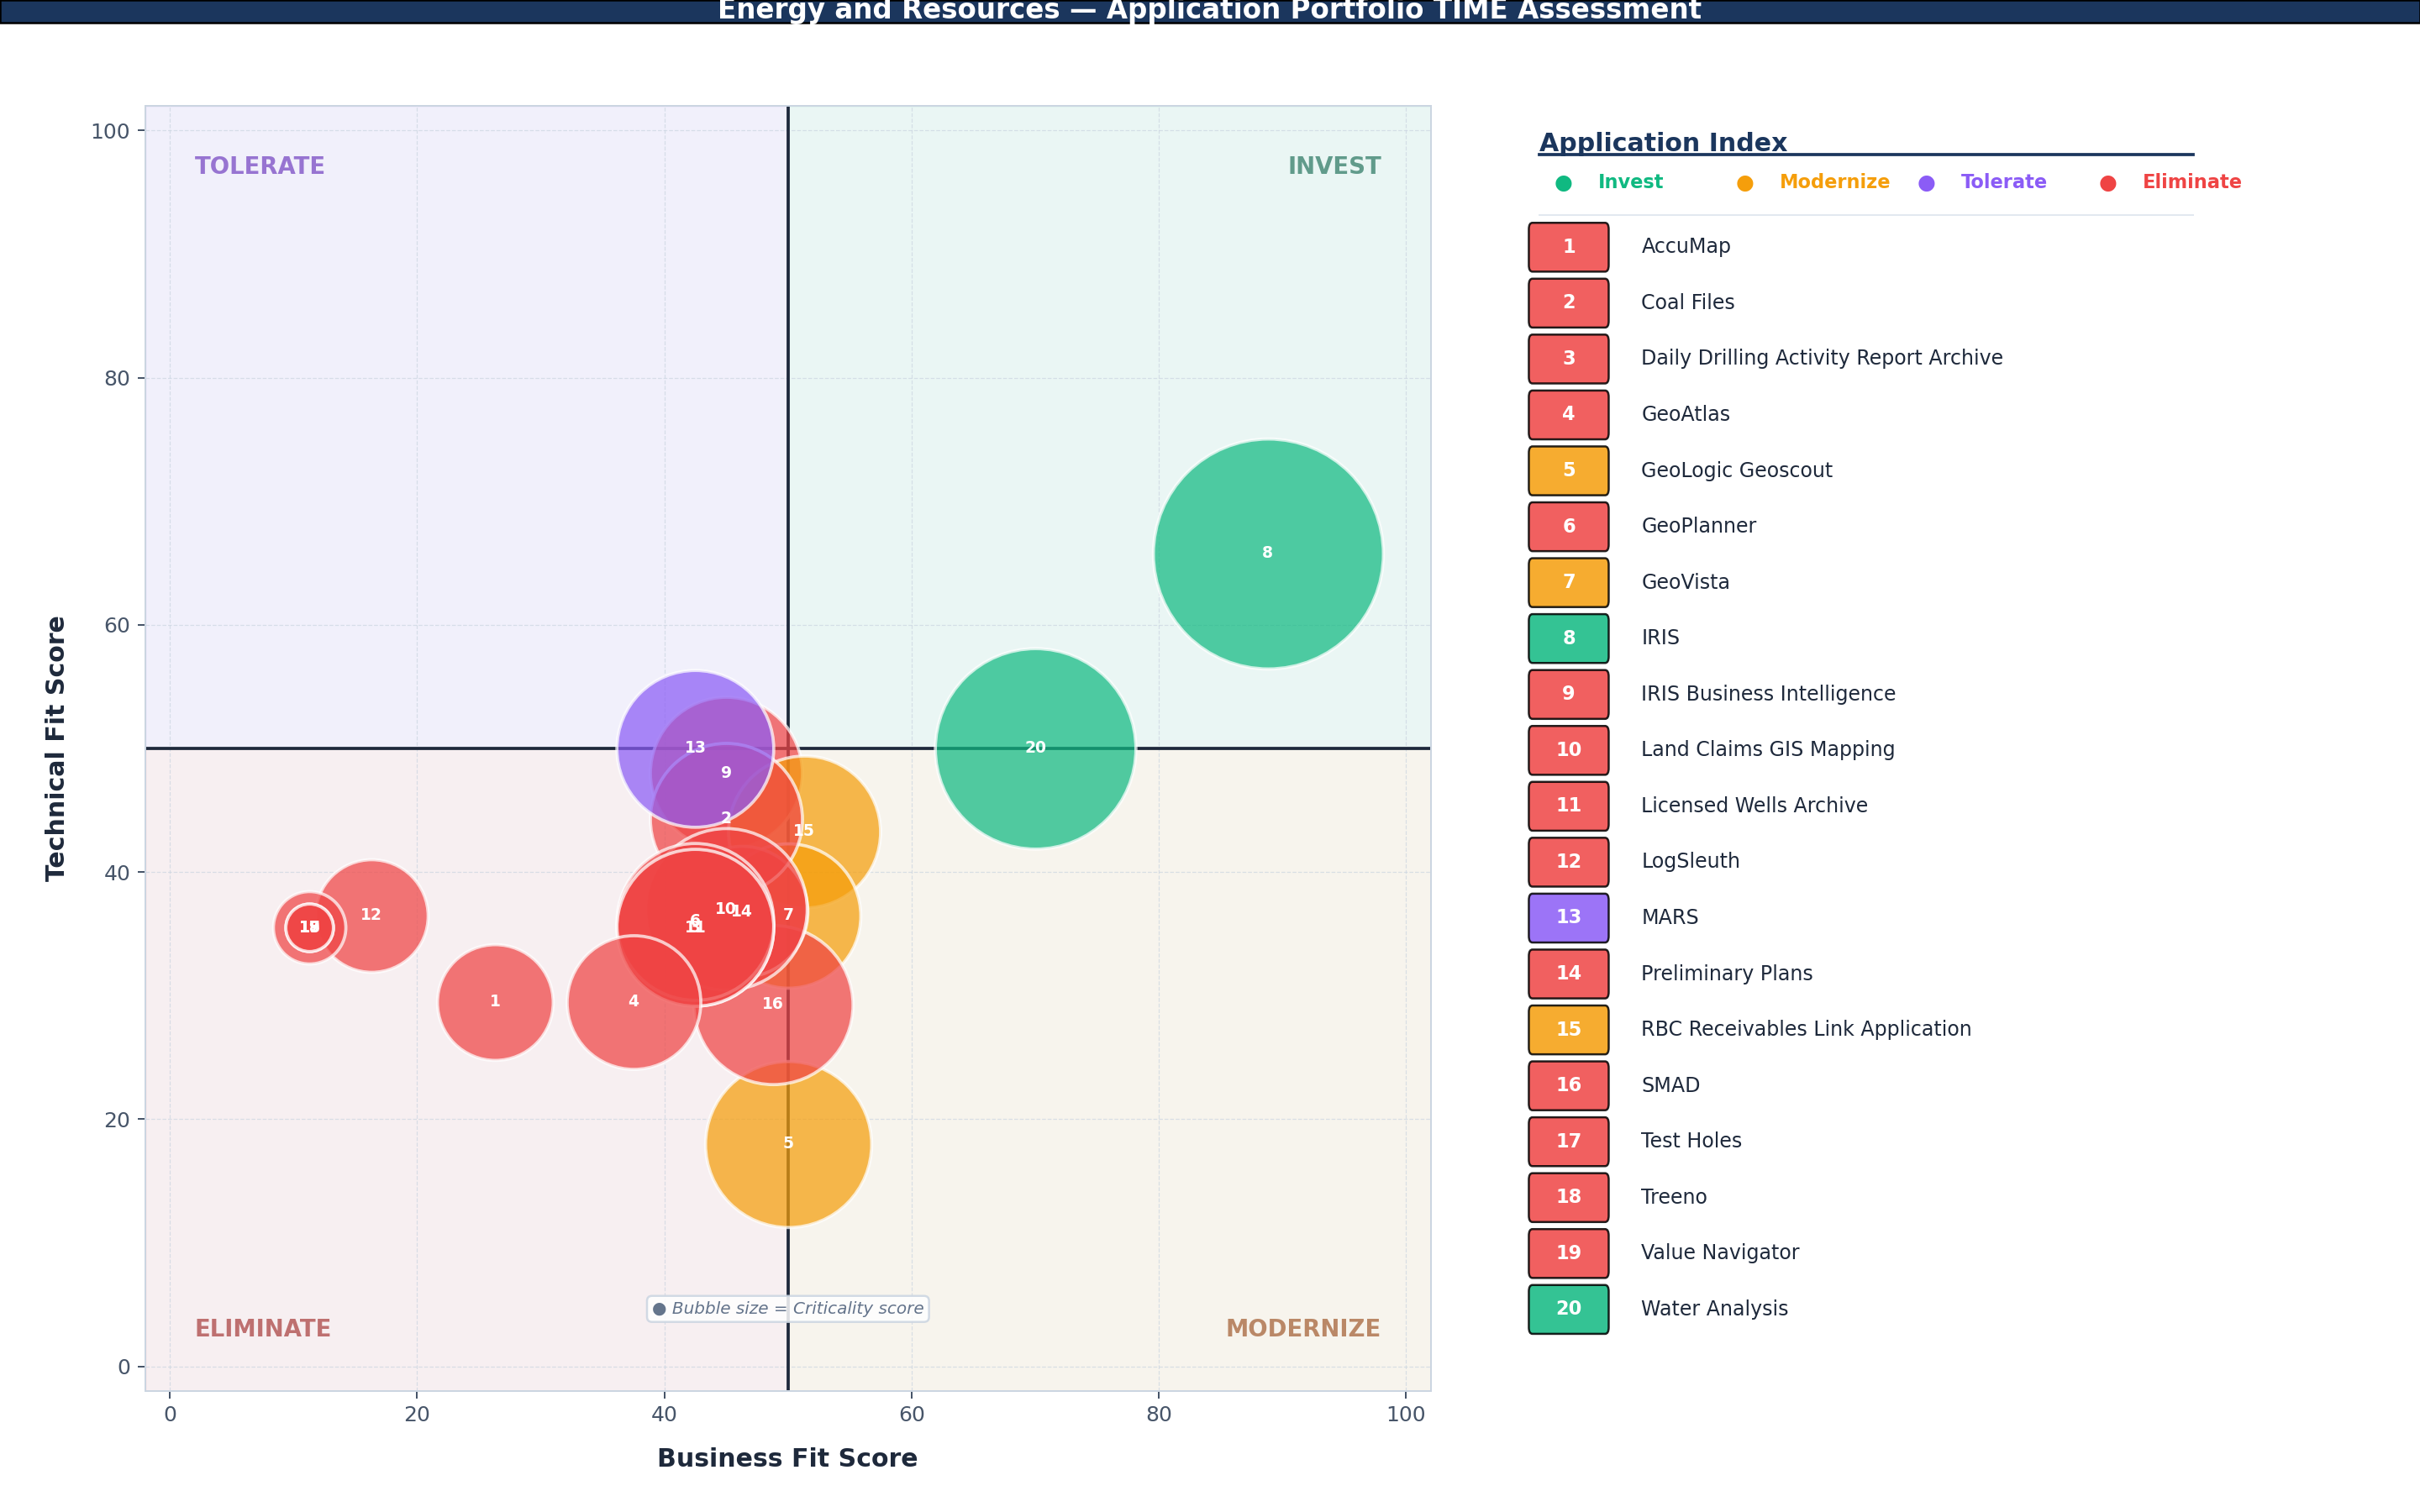 Energy and Resources — Application Portfolio TIME Assessment
TOLERATE
INVEST
ELIMINATE
MODERNIZE
Technical Fit Score
100
80
60
40
20
0
0
20
40
60
80
100
Business Fit Score
● Bubble size = Criticality score
8
20
13
9
2
15
10
14
7
6
11
12
1
4
16
5
Application Index
Invest
Modernize
Tolerate
Eliminate
1 AccuMap
2 Coal Files
3 Daily Drilling Activity Report Archive
4 GeoAtlas
5 GeoLogic Geoscout
6 GeoPlanner
7 GeoVista
8 IRIS
9 IRIS Business Intelligence
10 Land Claims GIS Mapping
11 Licensed Wells Archive
12 LogSleuth
13 MARS
14 Preliminary Plans
15 RBC Receivables Link Application
16 SMAD
17 Test Holes
18 Treeno
19 Value Navigator
20 Water Analysis